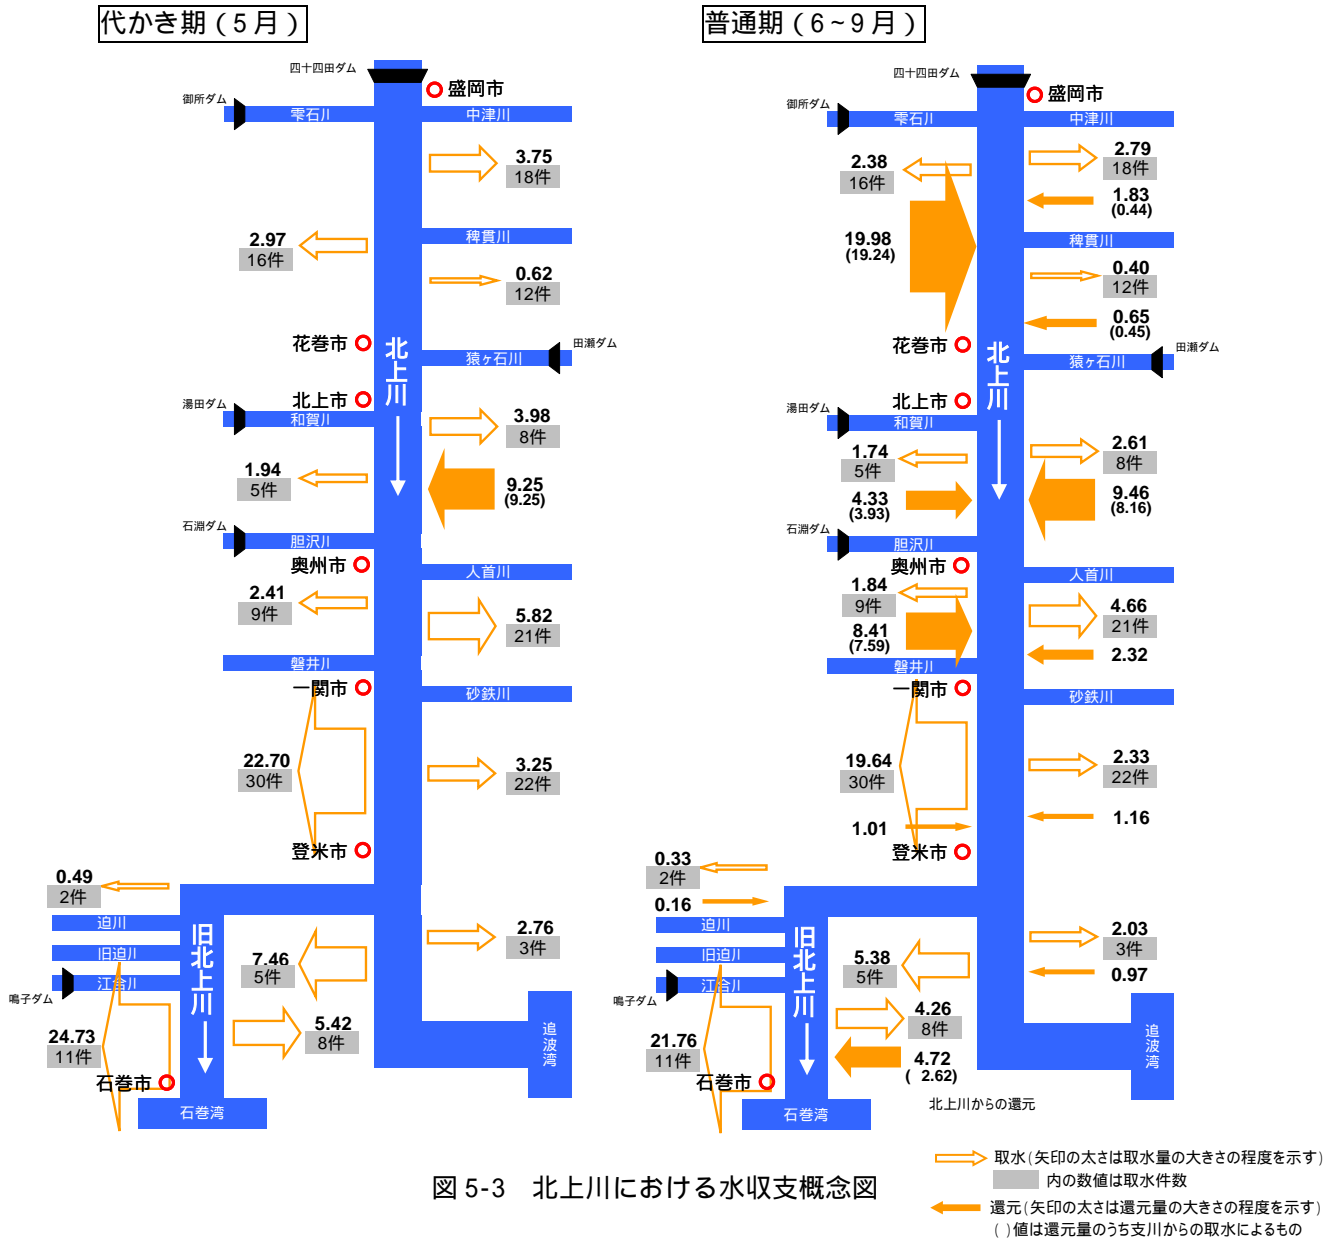 代かき期（5月）
四十四田ダム
盛岡市
御所ダム
雫石川
中津川
3.75
18件
2.97
16件
稗貫川
0.62
12件
花巻市
北上川
田瀬ダム
猿ヶ石川
北上市
湯田ダム
和賀川
3.98
8件
1.94
5件
9.25
(9.25)
石淵ダム
胆沢川
奥州市
人首川
2.41
9件
5.82
21件
磐井川
一関市
砂鉄川
22.70
30件
3.25
22件
登米市
0.49
2件
迫川
旧迫川
江合川
鳴子ダム
旧北上川
7.46
5件
2.76
3件
24.73
11件
5.42
8件
石巻市
石巻湾
追波湾
普通期（6~9月）
四十四田ダム
盛岡市
御所ダム
雫石川
中津川
2.38
16件
2.79
18件
1.83
(0.44)
19.98
(19.24)
稗貫川
0.40
12件
0.65
(0.45)
花巻市
北上川
田瀬ダム
猿ヶ石川
北上市
湯田ダム
和賀川
1.74
5件
2.61
8件
4.33
(3.93)
9.46
(8.16)
石淵ダム
胆沢川
奥州市
人首川
1.84
9件
4.66
21件
8.41
(7.59)
2.32
磐井川
一関市
砂鉄川
19.64
30件
2.33
22件
1.01
1.16
登米市
0.33
2件
0.16
迫川
旧迫川
江合川
鳴子ダム
旧北上川
5.38
5件
2.03
3件
0.97
21.76
11件
4.26
8件
4.72
( 2.62)
石巻市
石巻湾
追波湾
北上川からの還元
取水(矢印の太さは取水量の大きさの程度を示す)
内の数値は取水件数
還元(矢印の太さは還元量の大きさの程度を示す)
( )値は還元量のうち支川からの取水によるもの
図 5-3　北上川における水収支概念図